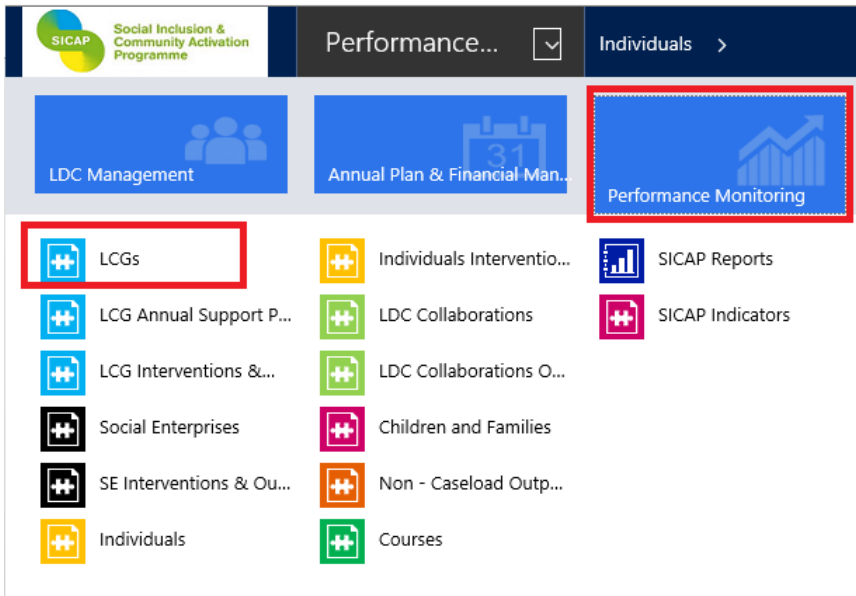 SICAP
Social Inclusion &
Community Activation
Programme
Performance...
Individuals >
LDC Management
31
Annual Plan & Financial Man...
Performance Monitoring
LCGs
Individuals Interventio...
SICAP Reports
LCG Annual Support P...
LDC Collaborations
SICAP Indicators
LCG Interventions &...
LDC Collaborations O...
Social Enterprises
Children and Families
SE Interventions & Ou...
Non - Caseload Outp...
Individuals
Courses